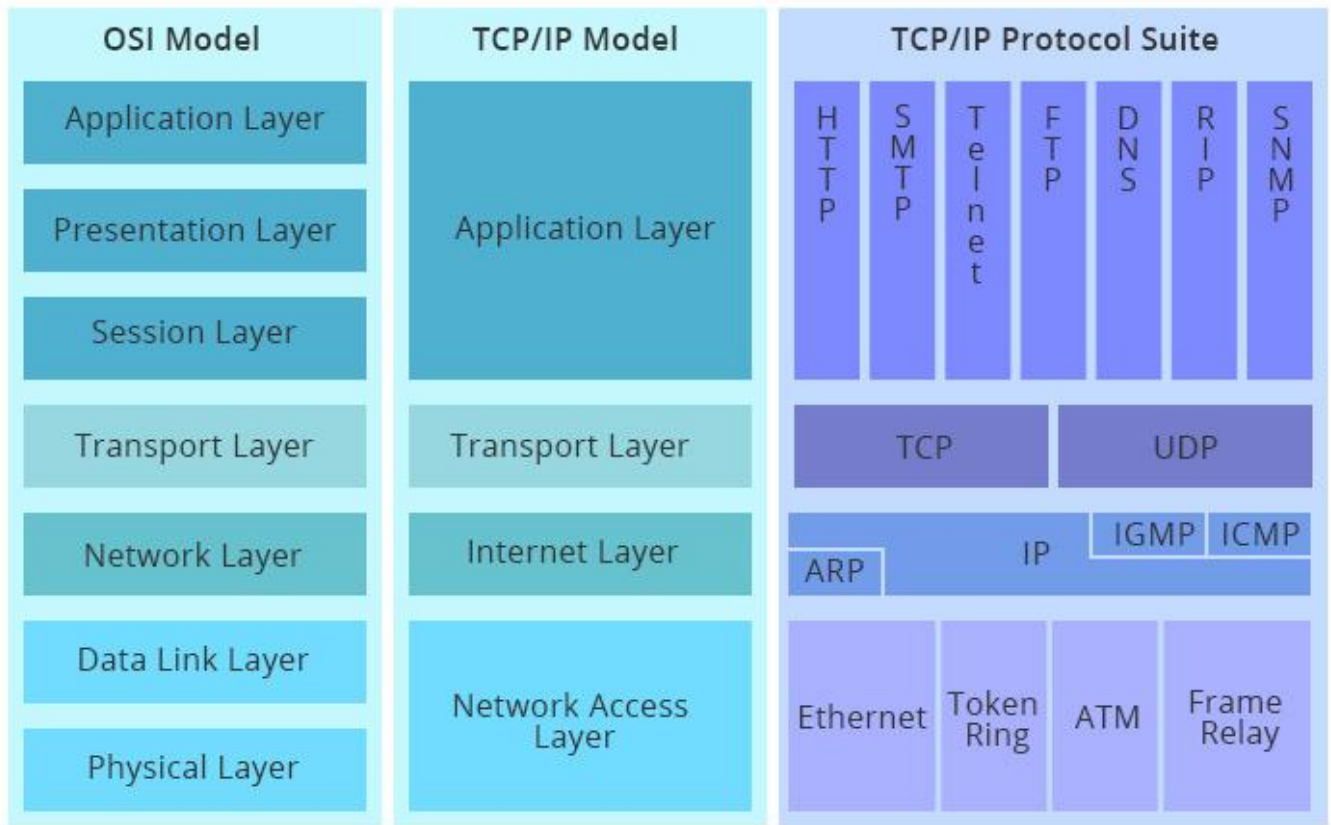 OSI Model
Application Layer
Presentation Layer
Session Layer
Transport Layer
Network Layer
Data Link Layer
Physical Layer
TCP/IP Model
Application Layer
Transport Layer
Internet Layer
Network Access
Layer
TCP/IP Protocol Suite
HTTP
SMTP
Telnet
FTP
DNS
RIP
SNMP
TCP
UDP
ARP
IP
IGMP
ICMP
Ethernet
Token
Ring
ATM
Frame
Relay